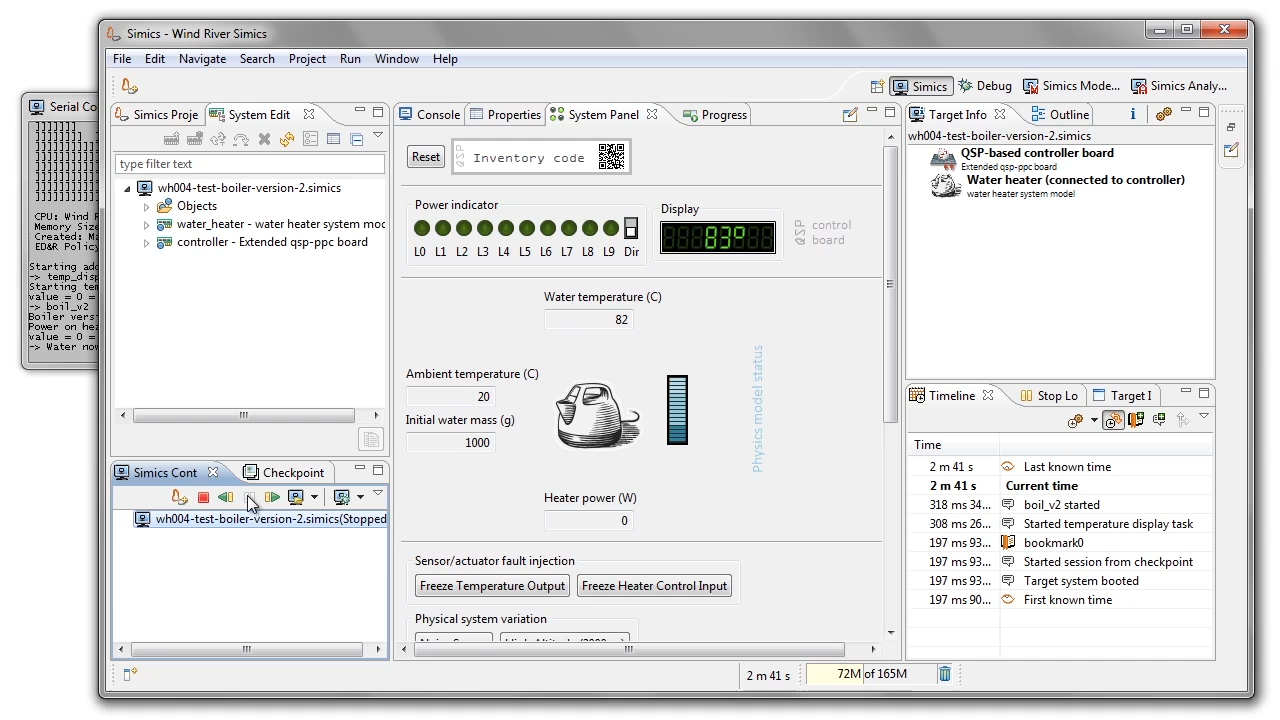 Simics - Wind River Simics
File Edit Navigate Search Project Run Window Help
Simics Debug Simics Mode... Simics Analy...
Serial Co
]]]]]]]]
]]]]]]]]]
]]]]]]]]]]
]]]]]]]]]]]
]]]]]]]]]]]
]]]]]]]]]]]
]]]]]]]]]]]
]]]]]]]]]]]
CPU: Wind R
Memory Size
Created: Ma
ED&R Policy
Starting add
-> temp_disp
Starting tem
value = 0 =
-> boil_v2
Boiler versi
Power on hea
value = 0 =
-> Water now
Simics Proje System Edit
type filter text
wh004-test-boiler-version-2.simics
Objects
water_heater - water heater system moc
controller - Extended qsp-ppc board
Simics Cont Checkpoint
wh004-test-boiler-version-2.simics(Stopped
Console Properties System Panel Progress
Reset
QSP Inventory code
Power indicator
L0 L1 L2 L3 L4 L5 L6 L7 L8 L9 Dir
Display
83º
QSP control
board
Water temperature (C)
82
Ambient temperature (C)
20
Initial water mass (g)
1000
Physics model status
Heater power (W)
0
Sensor/actuator fault injection
Freeze Temperature Output Freeze Heater Control Input
Physical system variation
Target Info Outline
wh004-test-boiler-version-2.simics
QSP-based controller board
Extended qsp-ppc board
Water heater (connected to controller)
water heater system model
Timeline Stop Lo Target I
Time
2 m 41 s Last known time
2 m 41 s Current time
318 ms 34... boil_v2 started
308 ms 26... Started temperature display task
197 ms 93... bookmark0
197 ms 93... Started session from checkpoint
197 ms 93... Target system booted
197 ms 90... First known time
2 m 41 s 72M of 165M